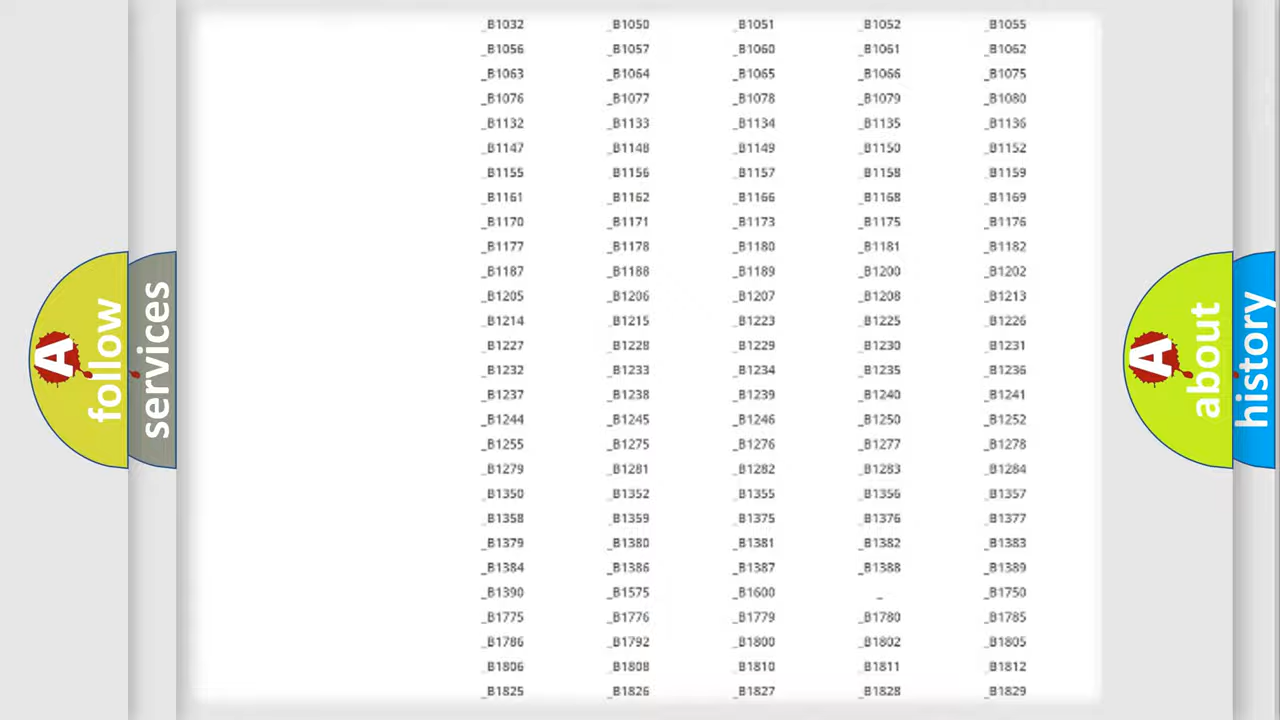 _B1032 _B1050 _B1051 _B1052 _B1055
_B1056 _B1057 _B1060 _B1061 _B1062
_B1063 _B1064 _B1065 _B1066 _B1075
_B1076 _B1077 _B1078 _B1079 _B1080
_B1132 _B1133 _B1134 _B1135 _B1136
_B1147 _B1148 _B1149 _B1150 _B1152
_B1155 _B1156 _B1157 _B1158 _B1159
_B1161 _B1162 _B1166 _B1168 _B1169
_B1170 _B1171 _B1173 _B1175 _B1176
_B1177 _B1178 _B1180 _B1181 _B1182
_B1187 _B1188 _B1189 _B1200 _B1202
_B1205 _B1206 _B1207 _B1208 _B1213
_B1214 _B1215 _B1223 _B1225 _B1226
_B1227 _B1228 _B1229 _B1230 _B1231
_B1232 _B1233 _B1234 _B1235 _B1236
_B1237 _B1238 _B1239 _B1240 _B1241
_B1244 _B1245 _B1246 _B1250 _B1252
_B1255 _B1275 _B1276 _B1277 _B1278
_B1279 _B1281 _B1282 _B1283 _B1284
_B1350 _B1352 _B1355 _B1356 _B1357
_B1358 _B1359 _B1375 _B1376 _B1377
_B1379 _B1380 _B1381 _B1382 _B1383
_B1384 _B1386 _B1387 _B1388 _B1389
_B1390 _B1575 _B1600 _ _B1750
_B1775 _B1776 _B1779 _B1780 _B1785
_B1786 _B1792 _B1800 _B1802 _B1805
_B1806 _B1808 _B1810 _B1811 _B1812
_B1825 _B1826 _B1827 _B1828 _B1829
A
follow
services
A
about
history